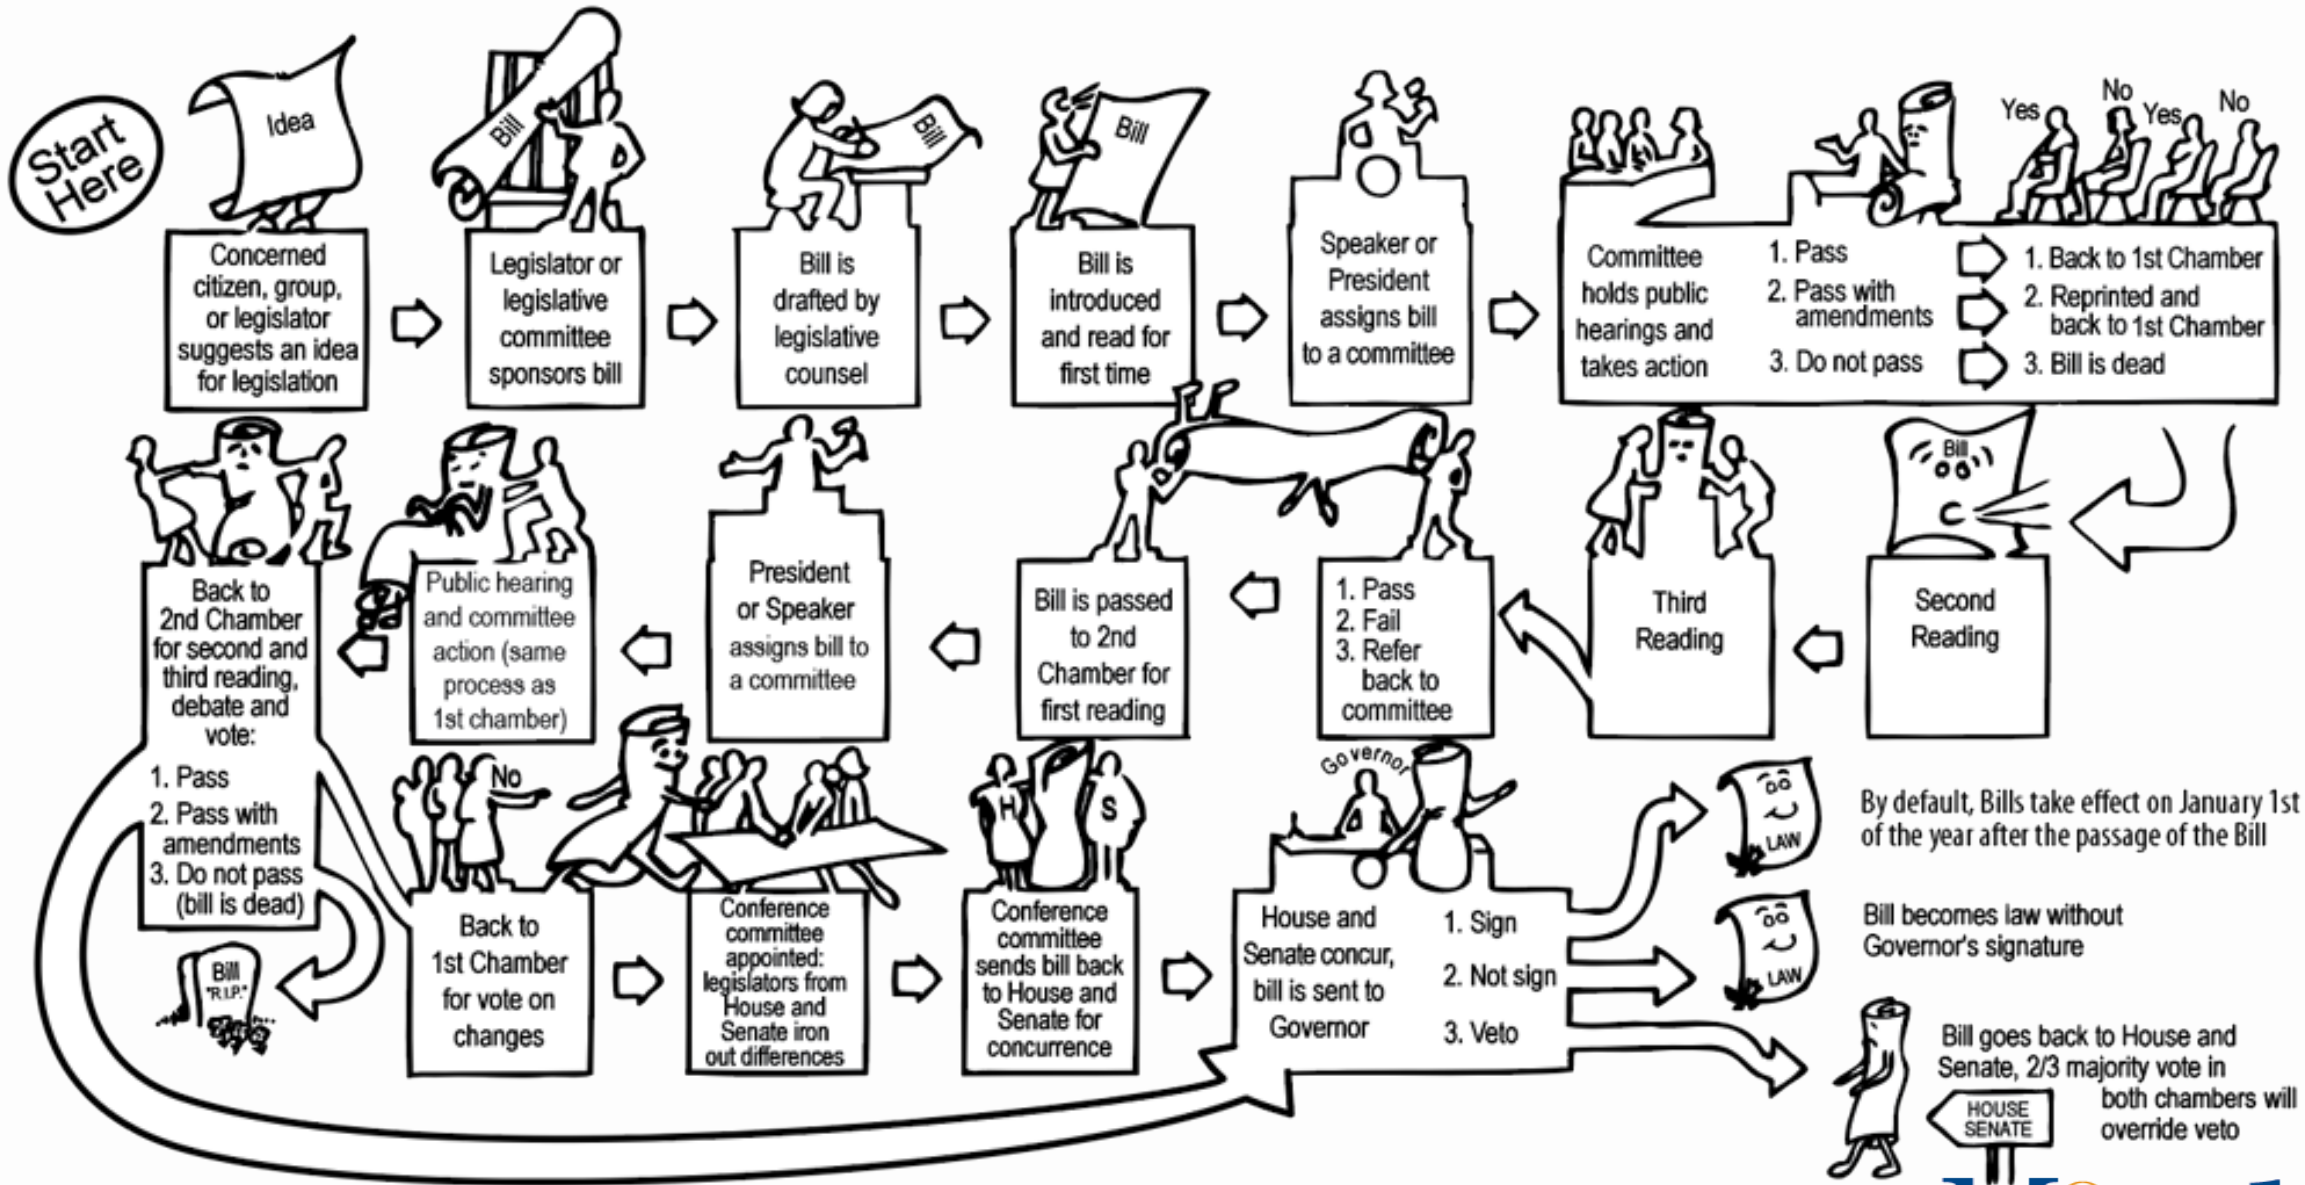 Start
Here
Idea
Concerned
citizen, group,
or legislator
suggests an idea
for legislation
Bill
Legislator or
legislative
committee
sponsors bill
Bill
Bill is
drafted by
legislative
counsel
Bill
Bill is
introduced
and read for
first time
Speaker or
President
assigns bill
to a committee
Committee
holds public
hearings and
takes action
1. Pass
2. Pass with
amendments
3. Do not pass
Yes
No
Yes
No
1. Back to 1st Chamber
2. Reprinted and
back to 1st Chamber
3. Bill is dead
Bill
Second
Reading
Third
Reading
1. Pass
2. Fail
3. Refer
back to
committee
Bill is passed
to 2nd
Chamber for
first reading
President
or Speaker
assigns bill to
a committee
Public hearing
and committee
action (same
process as
1st chamber)
Back to
2nd Chamber
for second and
third reading,
debate and
vote:
1. Pass
2. Pass with
amendments
3. Do not pass
(bill is dead)
Bill
"R.I.P."
No
Back to
1st Chamber
for vote on
changes
Conference
committee
appointed:
legislators from
House and
Senate iron
out differences
H
S
Conference
committee
sends bill back
to House and
Senate for
concurrence
Governor
House and
Senate concur,
bill is sent to
Governor
1. Sign
2. Not sign
3. Veto
LAW
By default, Bills take effect on January 1st
of the year after the passage of the Bill
LAW
Bill becomes law without
Governor's signature
Bill goes back to House and
Senate, 2/3 majority vote in
both chambers will
override veto
HOUSE
SENATE